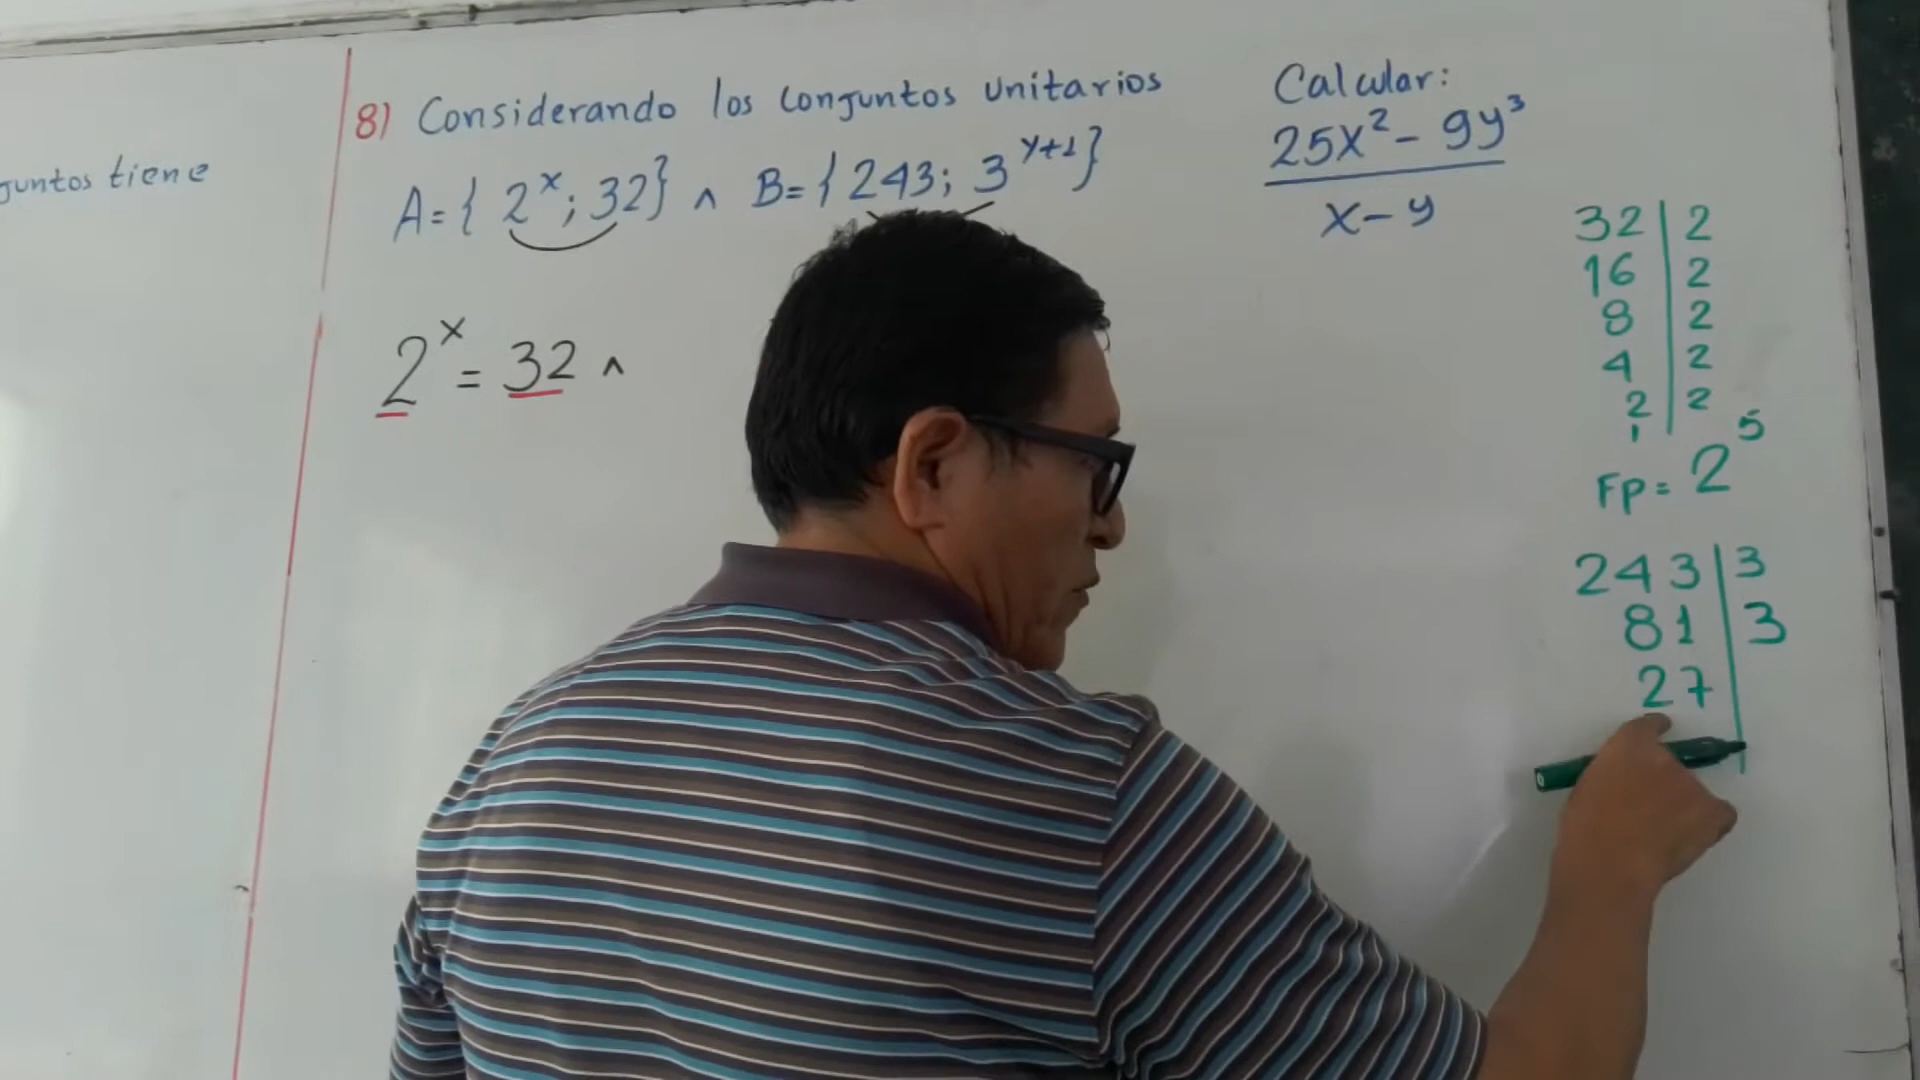 juntos tiene
8) Considerando los conjuntos unitarios
A={ 2^x; 32} ∧ B={243; 3^{y+1}}
Calcular:
25x² - 9y³
x - y
2^x = 32 ∧
32 | 2
16 | 2
8 | 2
4 | 2
2 | 2
1
Fp = 2^5
243 | 3
81 | 3
27